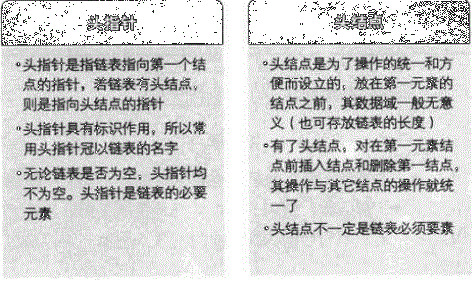 头指针
头指针是指链表指向第一个结
点的指针，若链表有头结点，
则是指向头结点的指针
头指针具有标识作用，所以常
用头指针冠以链表的名字
无论链表是否为空，头指针均
不为空。头指针是链表的必要
元素
头结点
头结点是为了操作的统一和方
便而设立的，放在第一元素的
结点之前，其数据域一般无意
义（也可存放链表的长度）
有了头结点，对在第一元素结
点前插入结点和删除第一结点，
其操作与其它结点的操作就统
一了
头结点不一定是链表必须要素